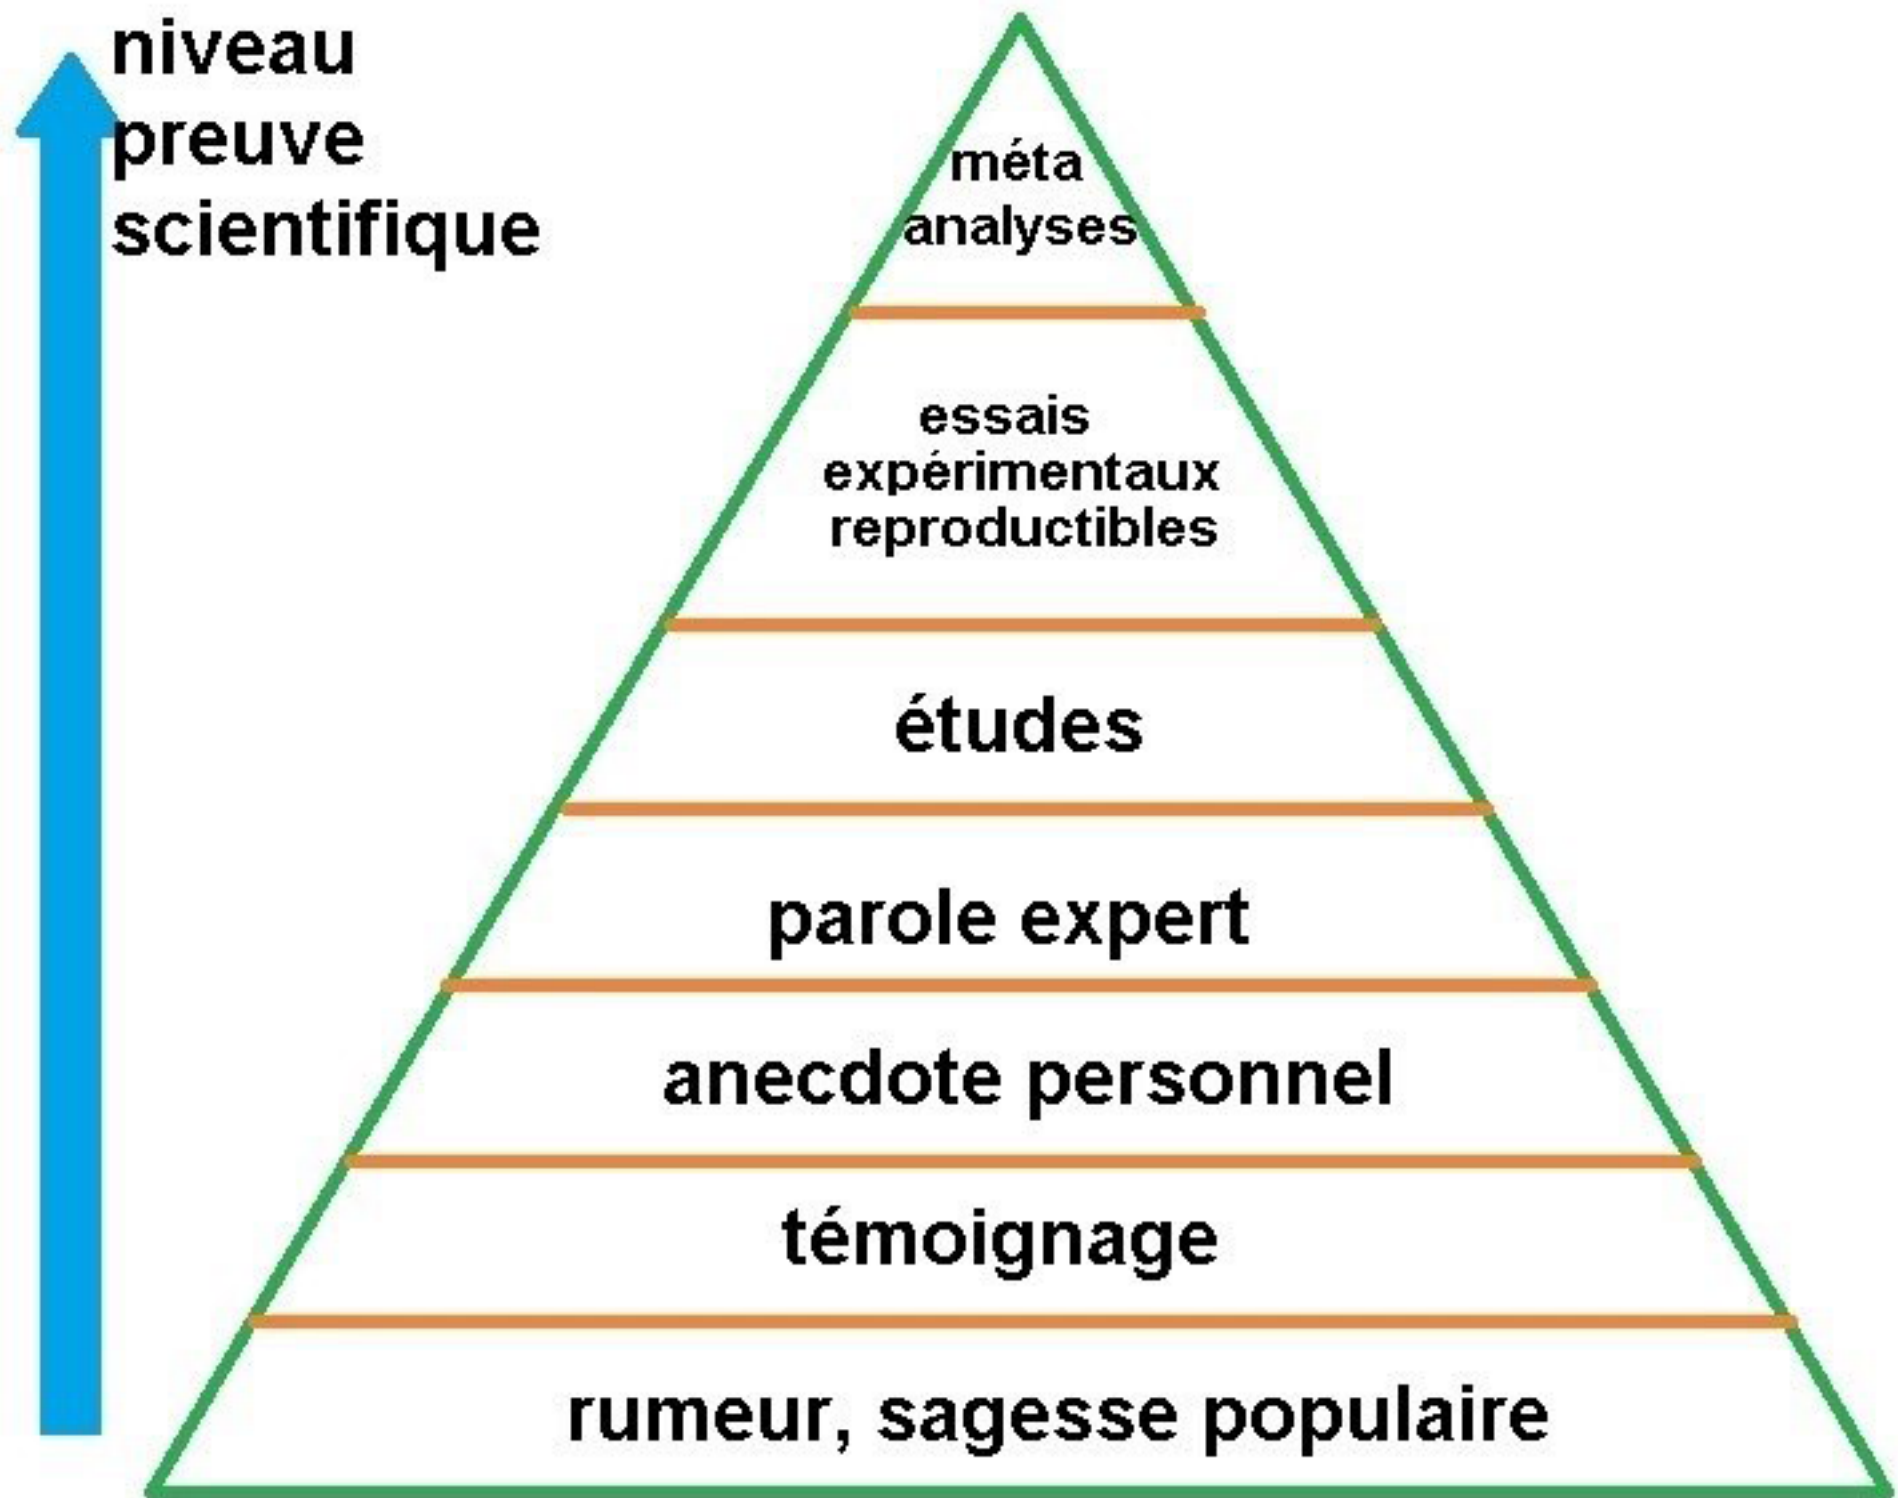 niveau
preuve
scientifique
méta
analyses
essais
expérimentaux
reproductibles
études
parole expert
anecdote personnel
témoignage
rumeur, sagesse populaire